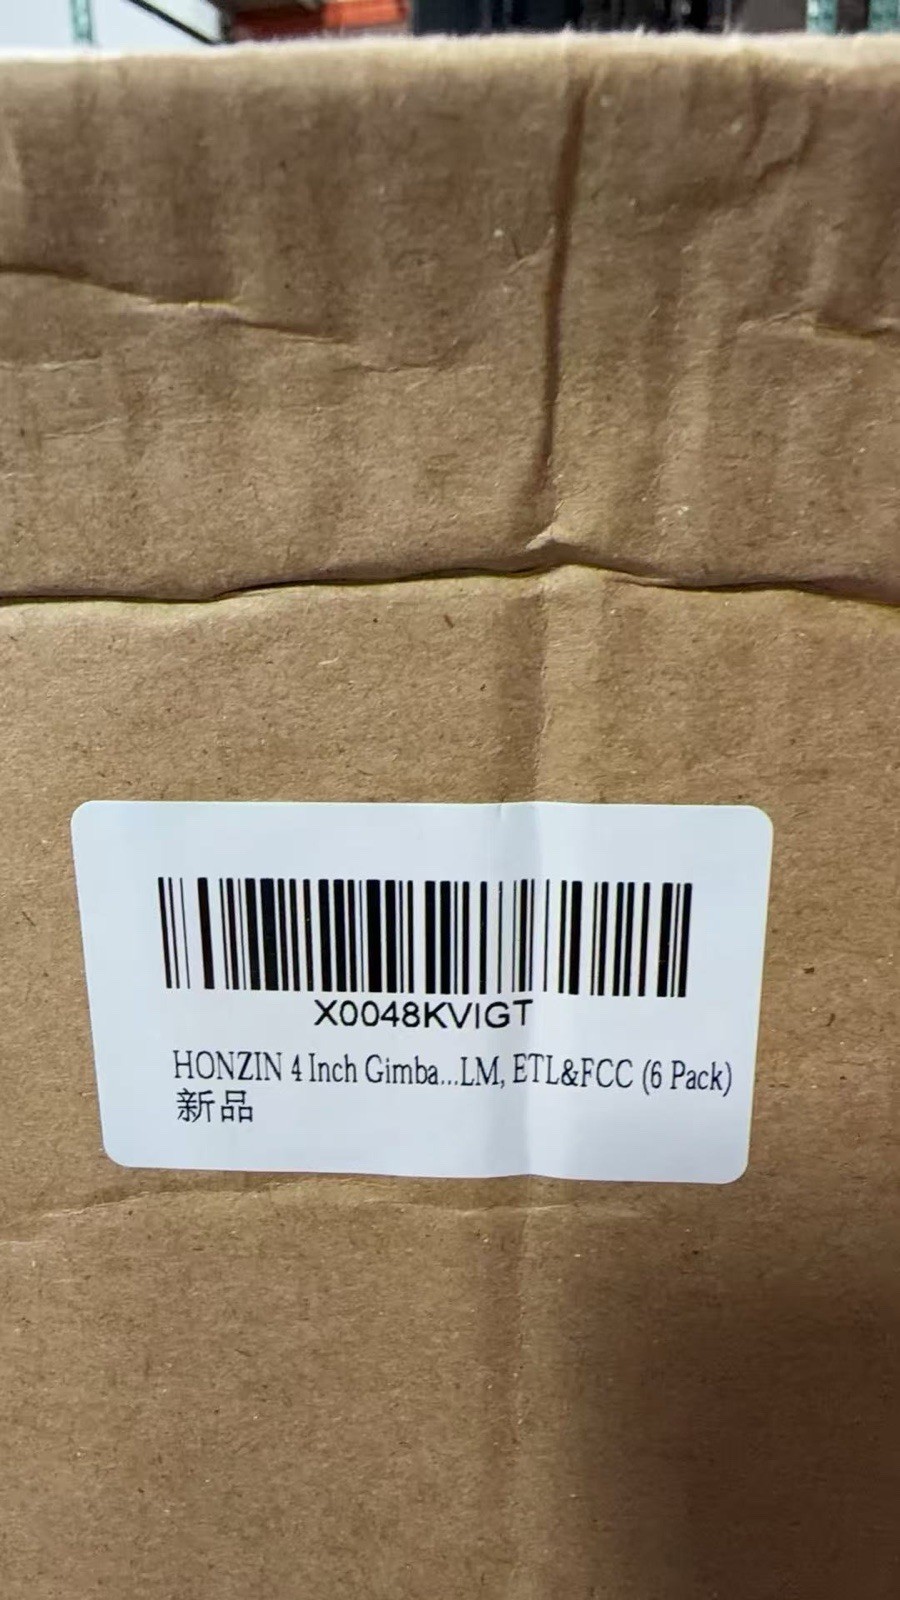 X0048KVIGT
HONZIN 4 Inch Gimba...LM, ETL&FCC (6 Pack)
新品